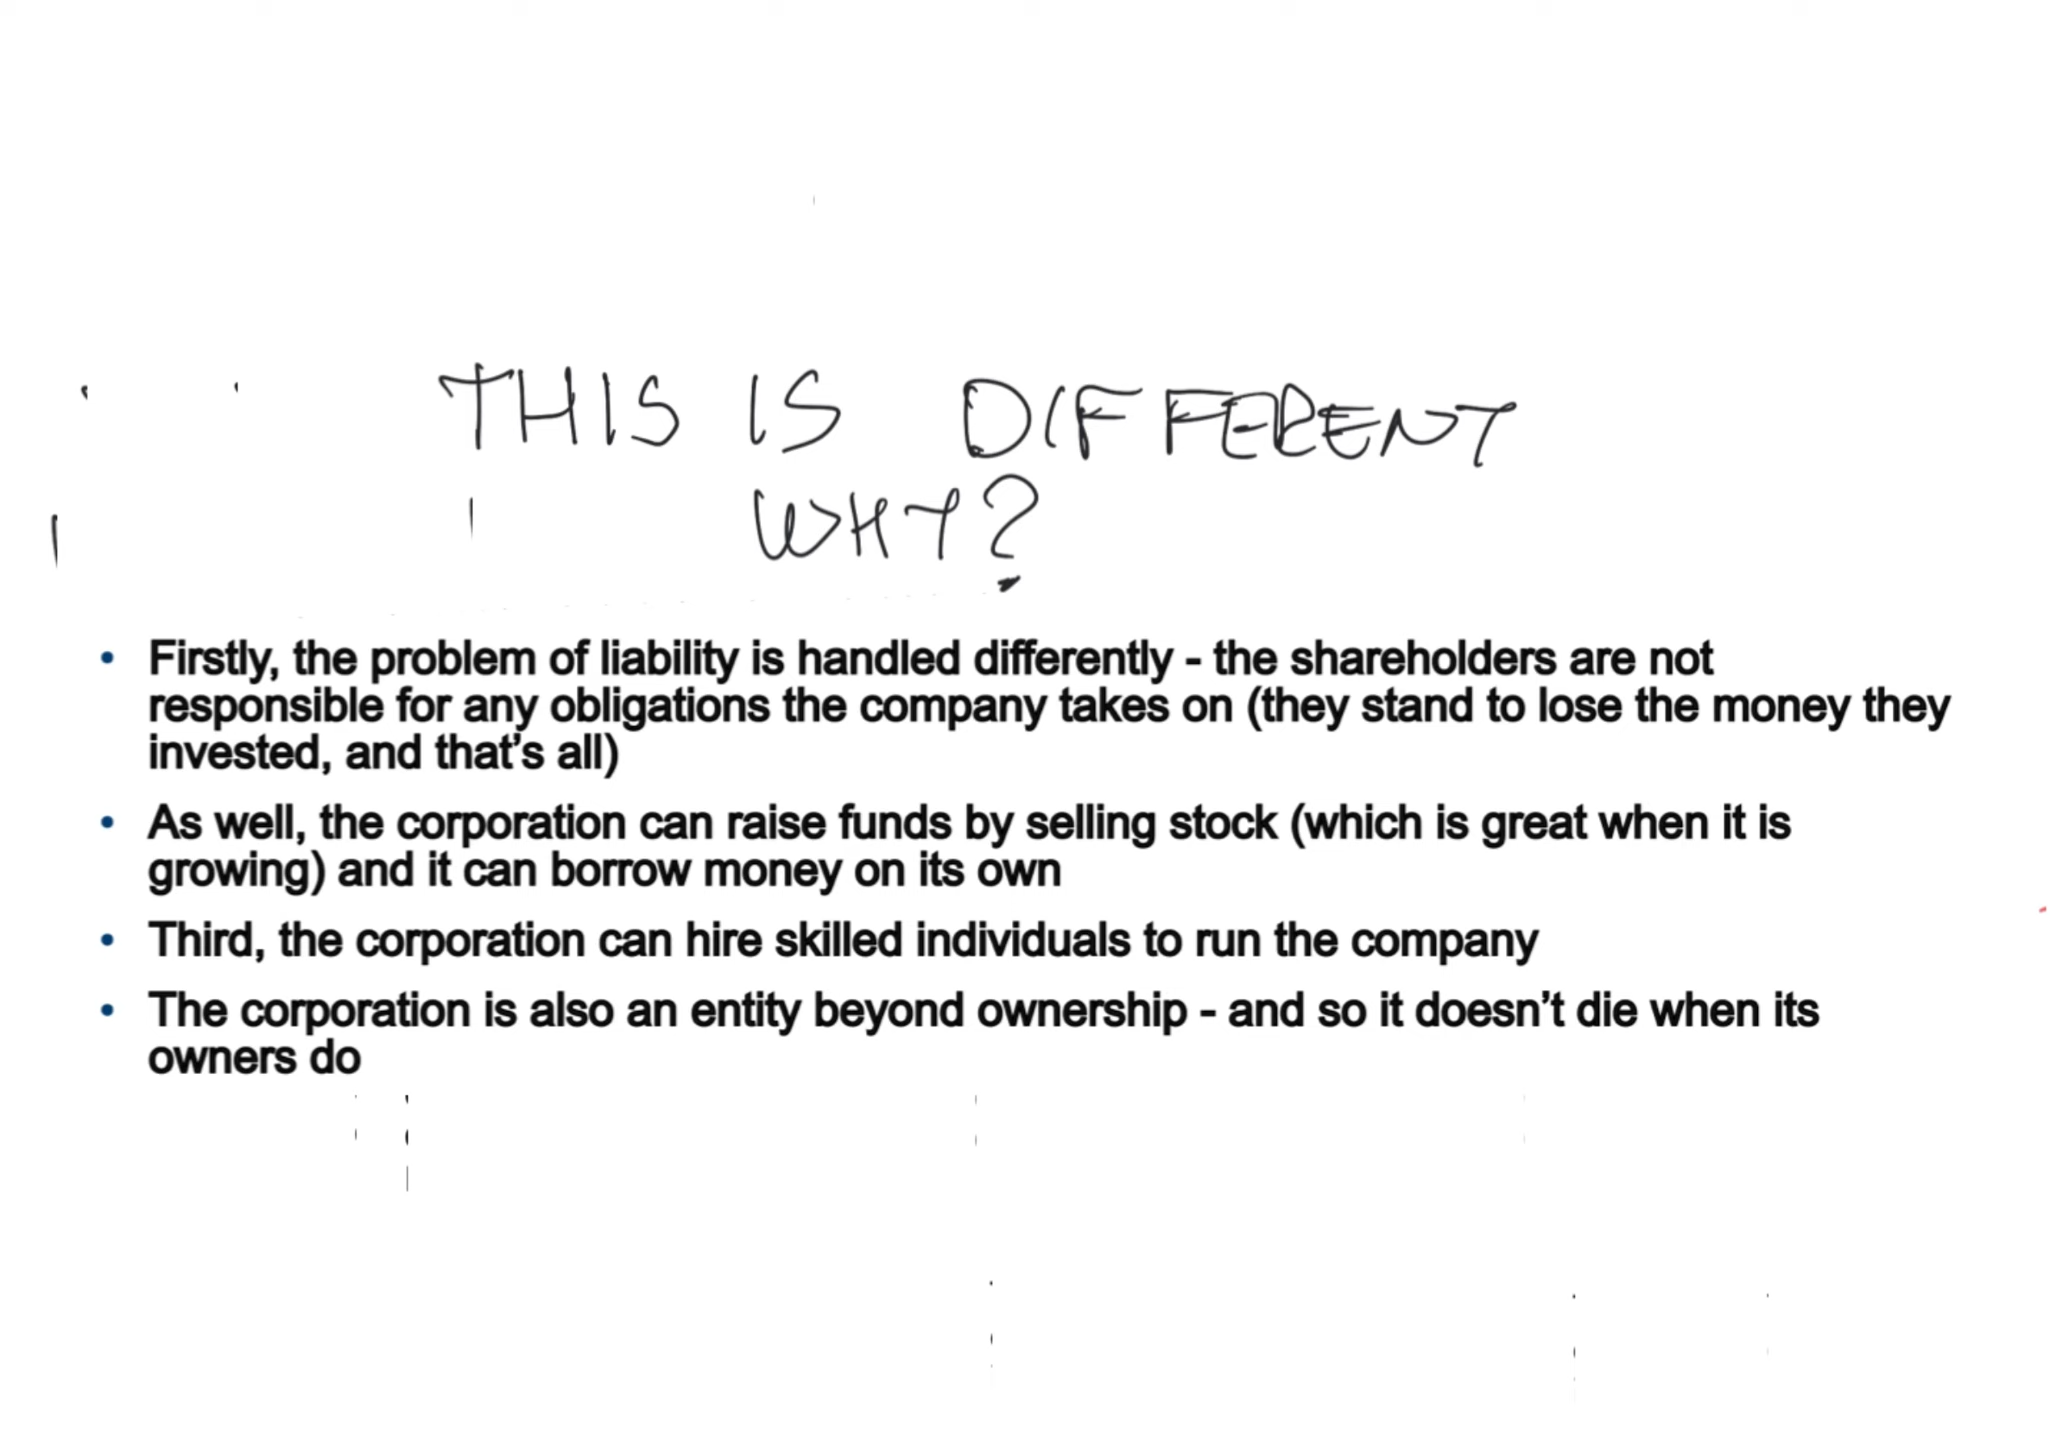 THIS IS DIFFERENT
WHY?
• Firstly, the problem of liability is handled differently - the shareholders are not
responsible for any obligations the company takes on (they stand to lose the money they
invested, and that’s all)
• As well, the corporation can raise funds by selling stock (which is great when it is
growing) and it can borrow money on its own
• Third, the corporation can hire skilled individuals to run the company
• The corporation is also an entity beyond ownership - and so it doesn’t die when its
owners do